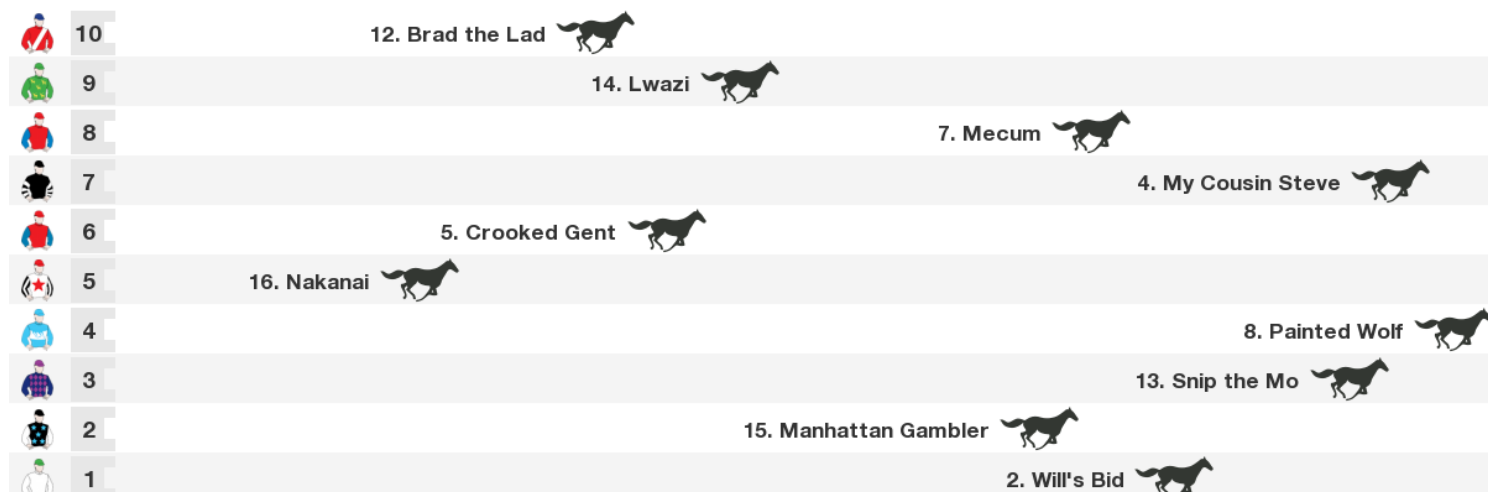 10 12. Brad the Lad
9 14. Lwazi
8 7. Mecum
7 4. My Cousin Steve
6 5. Crooked Gent
5 16. Nakanai
4 8. Painted Wolf
3 13. Snip the Mo
2 15. Manhattan Gambler
1 2. Will's Bid